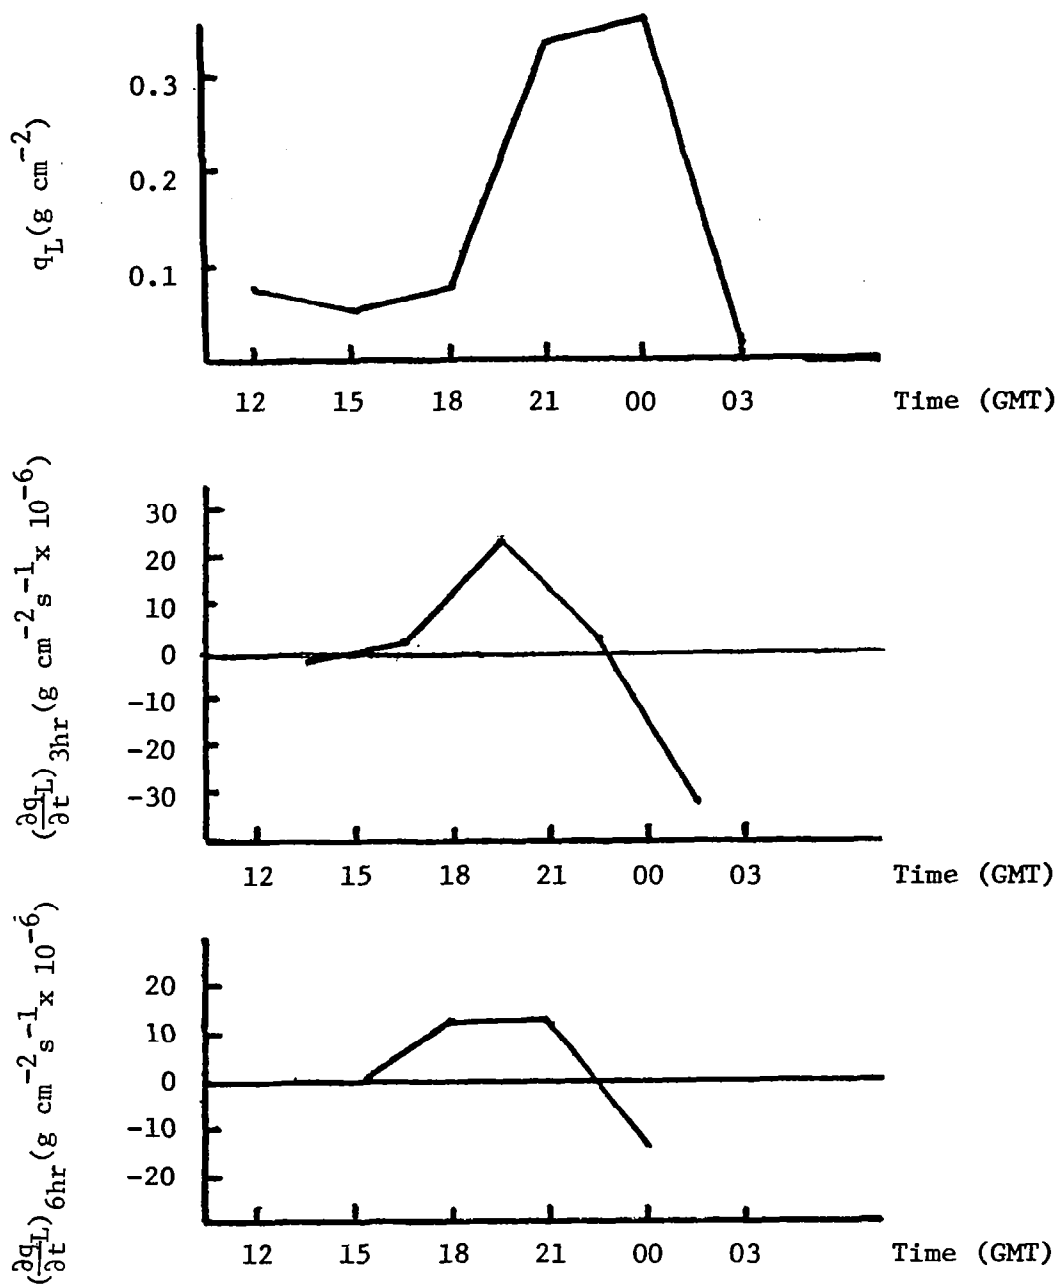 q_L(g cm^-2)
0.3
0.2
0.1
12 15 18 21 00 03 Time (GMT)
(∂q_L/∂t)_3hr(g cm^-2 s^-1 x 10^-6)
30
20
10
0
-10
-20
-30
12 15 18 21 00 03 Time (GMT)
(∂q_L/∂t)_6hr(g cm^-2 s^-1 x 10^-6)
20
10
0
-10
-20
12 15 18 21 00 03 Time (GMT)